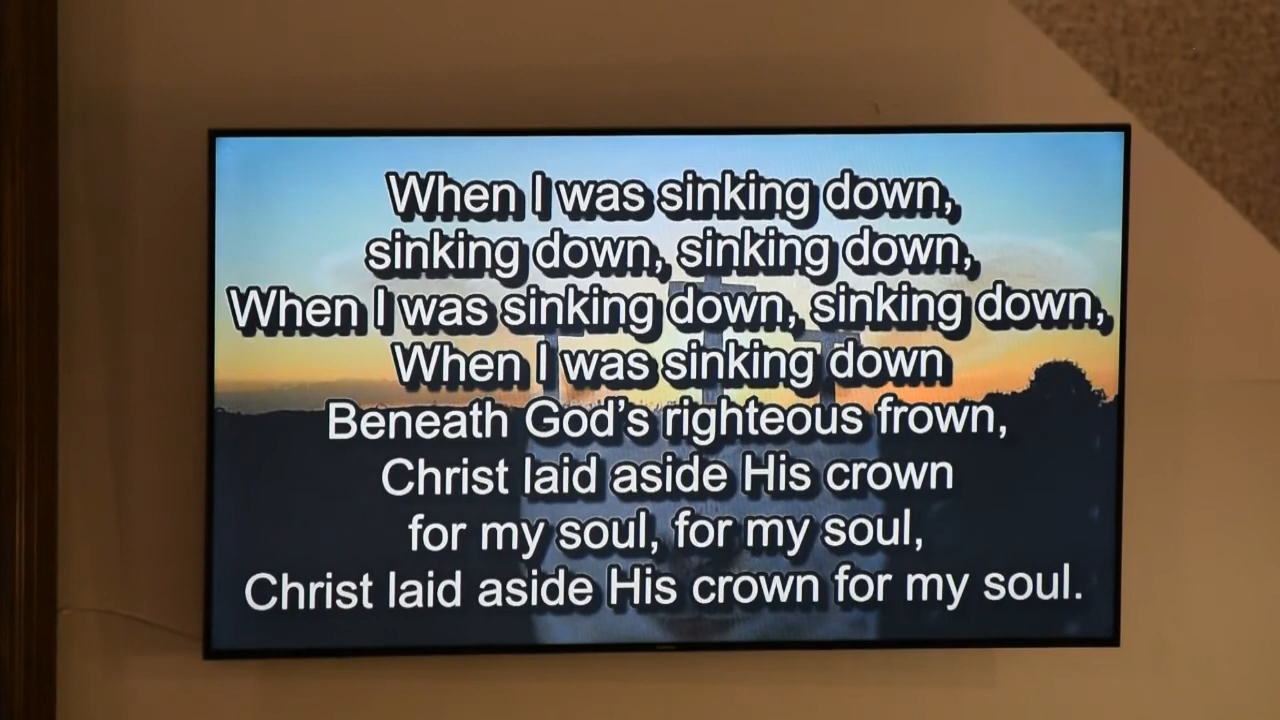 When I was sinking down,
sinking down, sinking down,
When I was sinking down, sinking down,
When I was sinking down
Beneath God’s righteous frown,
Christ laid aside His crown
for my soul, for my soul,
Christ laid aside His crown for my soul.